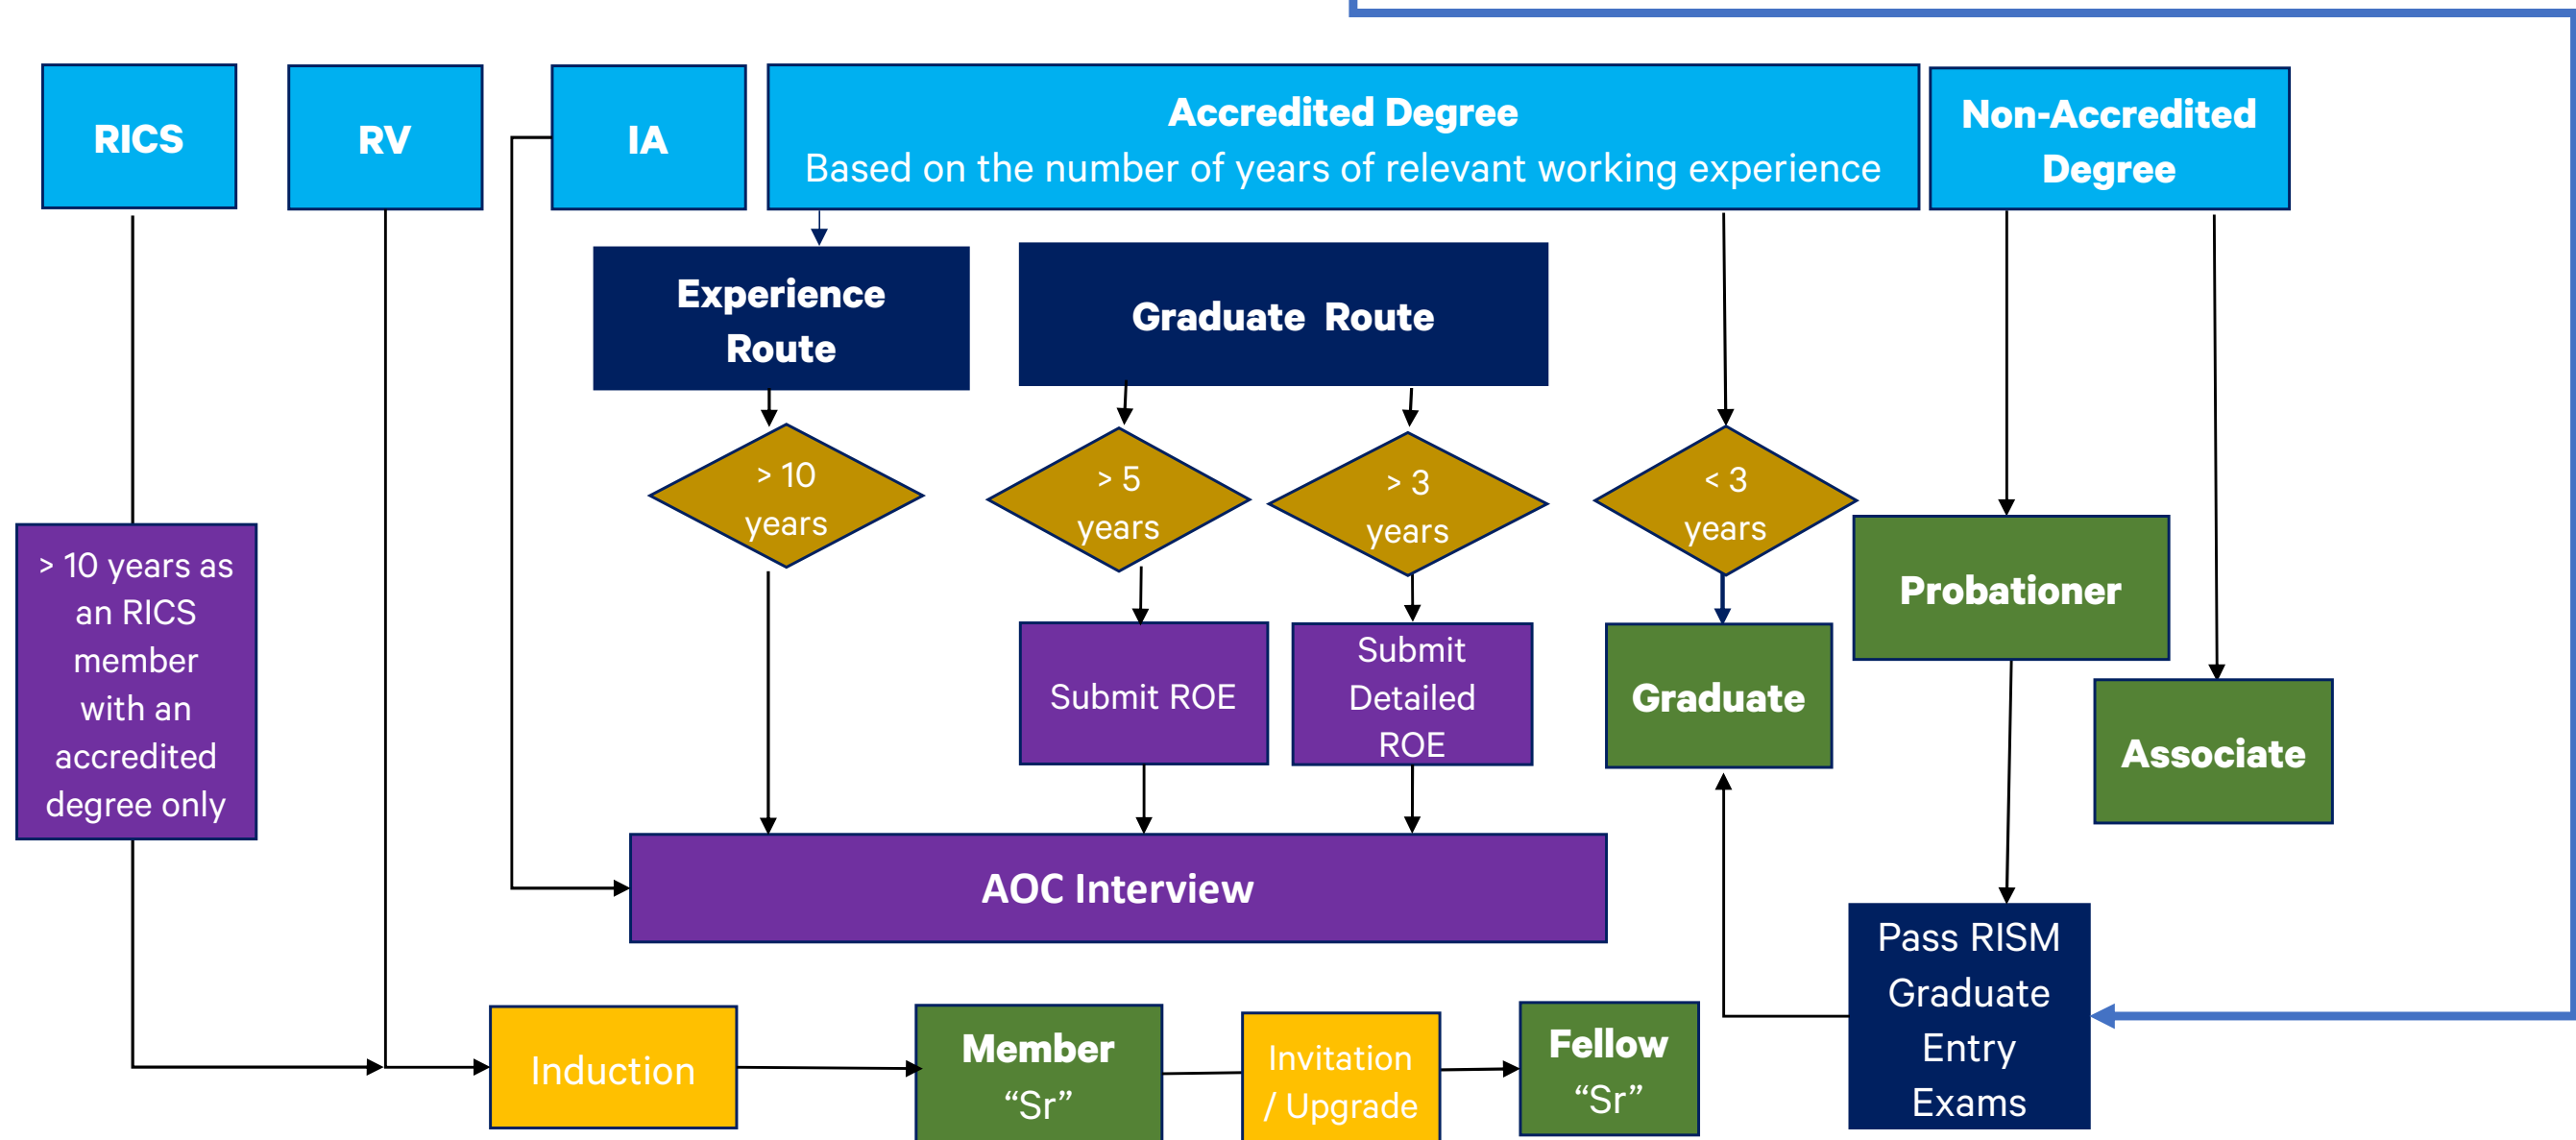 RICS
RV
IA
Accredited Degree
Based on the number of years of relevant working experience
Non-Accredited
Degree
Experience
Route
Graduate Route
> 10
years
> 5
years
> 3
years
< 3
years
> 10 years as
an RICS
member
with an
accredited
degree only
Submit ROE
Submit
Detailed
ROE
Graduate
Probationer
Associate
AOC Interview
Pass RISM
Graduate
Entry
Exams
Induction
Member
“Sr”
Invitation
/ Upgrade
Fellow
“Sr”